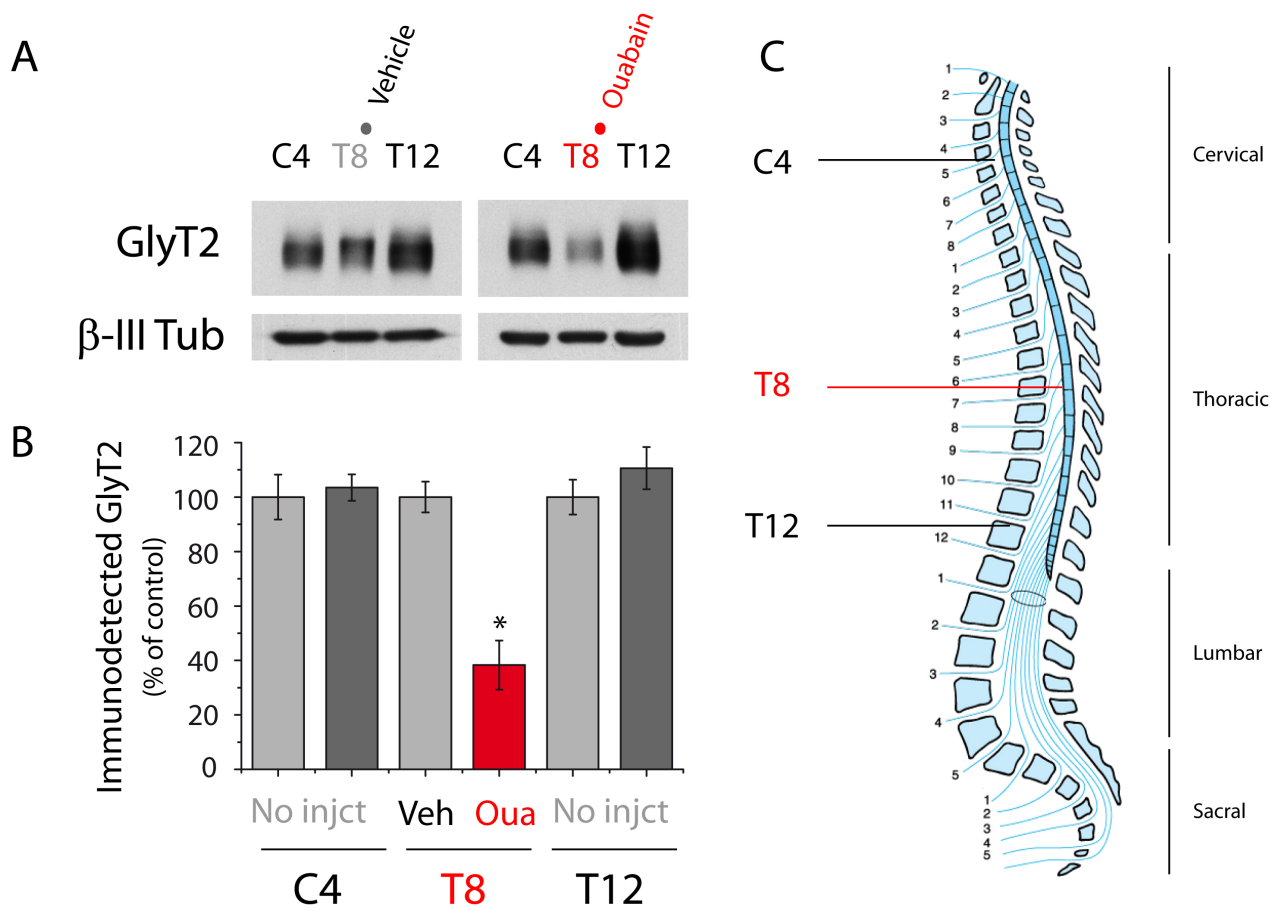 A
Vehicle
Ouabain
C4 T8 T12
C4 T8 T12
GlyT2
β-III Tub
B
Immunodetected GlyT2
(% of control)
120
100
80
60
40
20
0
*
No injct Veh Oua No injct
C4 T8 T12
C
C4
T8
T12
1
2
3
4
5
6
7
8
1
2
3
4
5
6
7
8
9
10
11
12
1
2
3
4
5
1
2
3
4
5
Cervical
Thoracic
Lumbar
Sacral